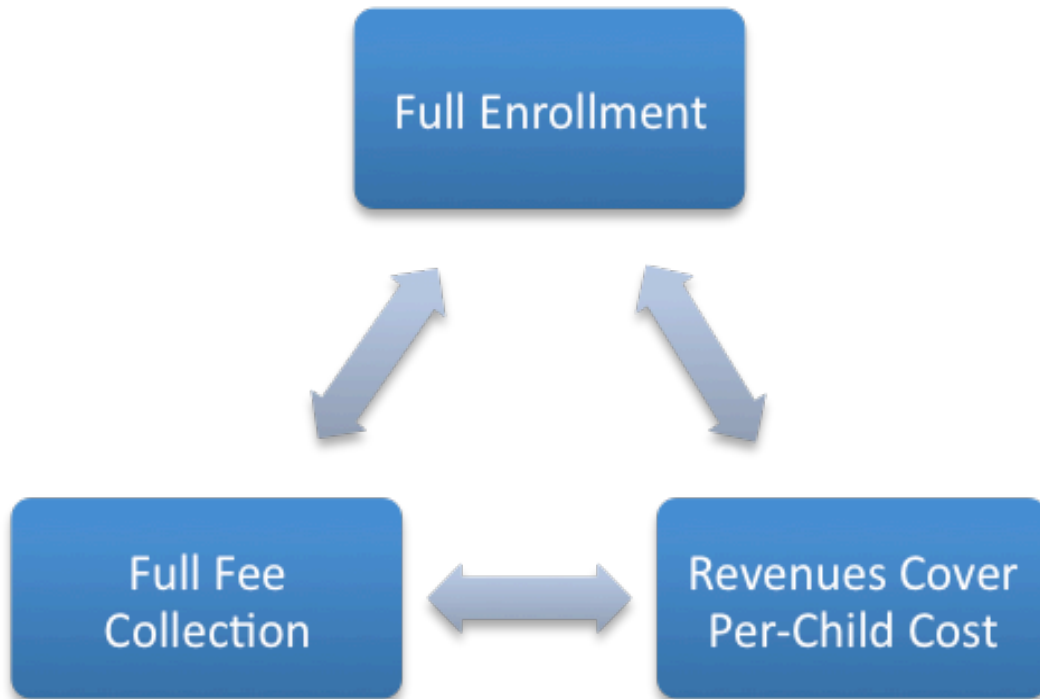 Full Enrollment
Full Fee
Collection
Revenues Cover
Per-Child Cost